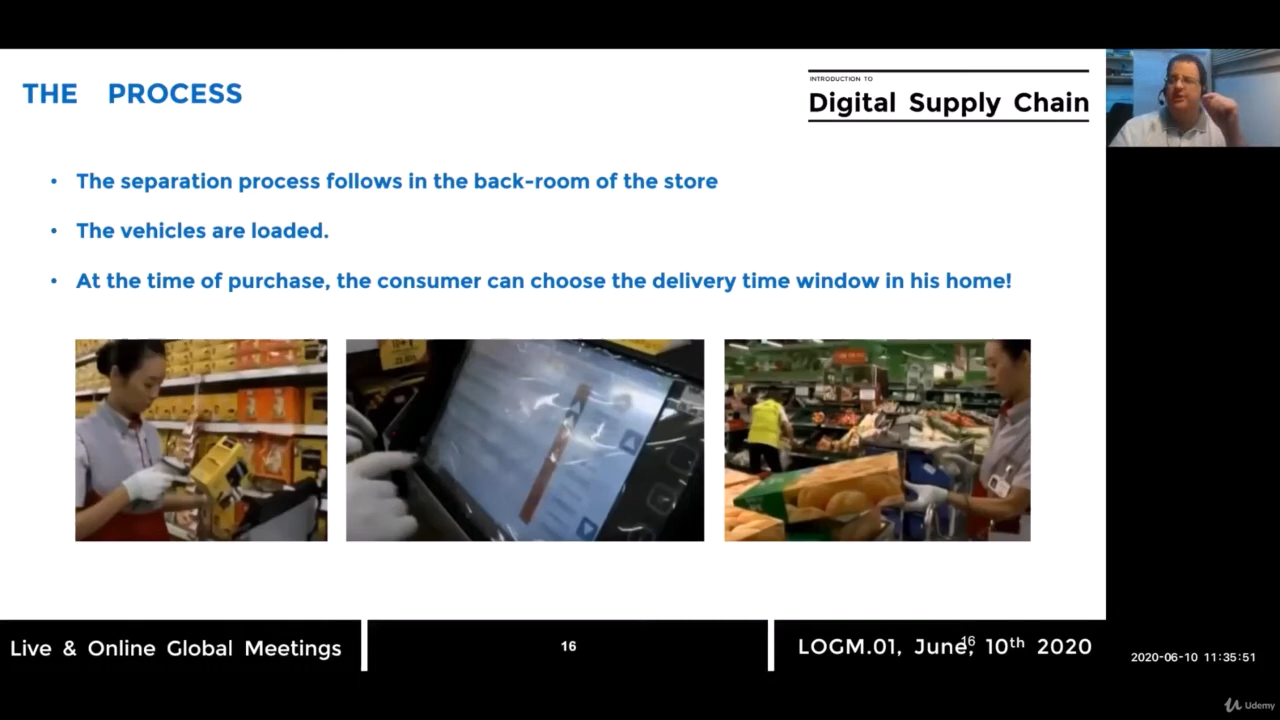 THE PROCESS
INTRODUCTION TO
Digital Supply Chain
• The separation process follows in the back-room of the store
• The vehicles are loaded.
• At the time of purchase, the consumer can choose the delivery time window in his home!
Live & Online Global Meetings
16
LOGM.01, June, 10th 2020
16
2020-06-10 11:35:51
Udemy